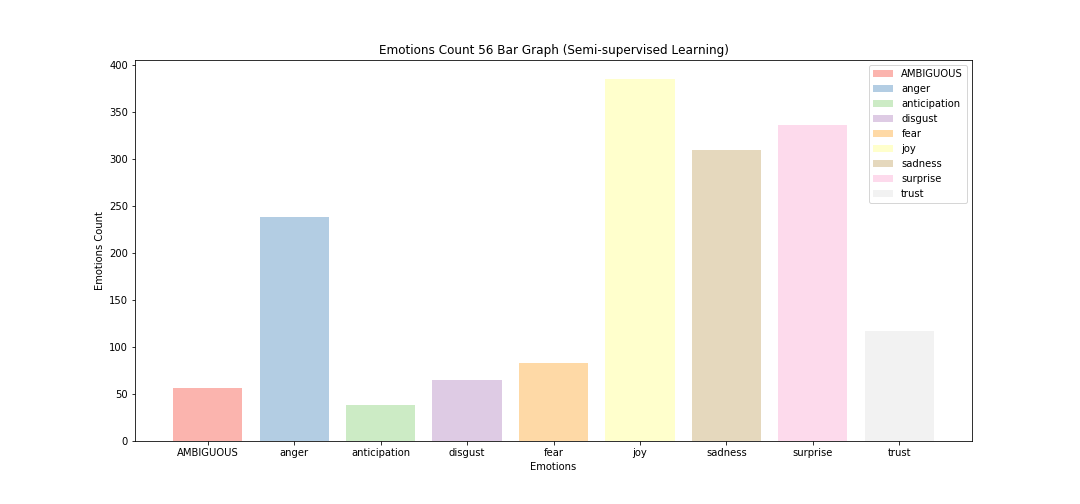 Emotions Count 56 Bar Graph (Semi-supervised Learning)
400
350
300
250
200
150
100
50
0
Emotions Count
AMBIGUOUS
anger
anticipation
disgust
fear
joy
sadness
surprise
trust
AMBIGUOUS anger anticipation disgust fear joy sadness surprise trust
Emotions